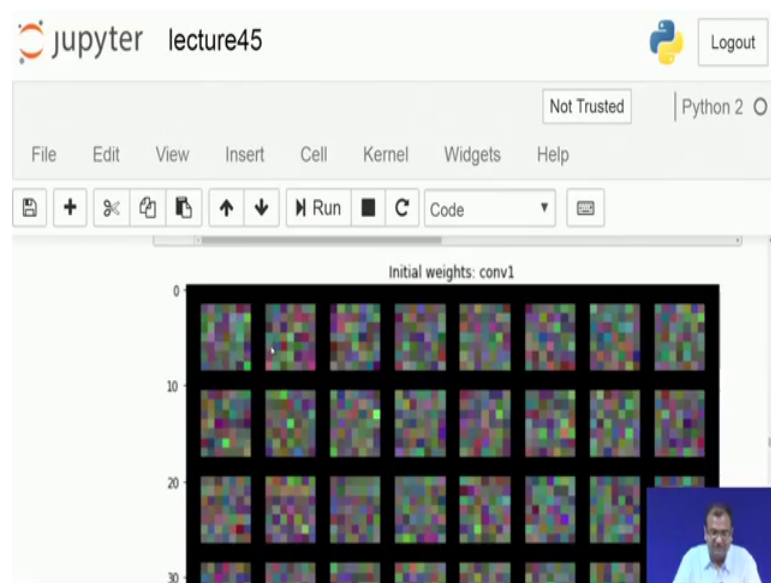 jupyter lecture45
Logout
Not Trusted
Python 2
File Edit View Insert Cell Kernel Widgets Help
Run
Code
Initial weights: conv1
0
10
20
30